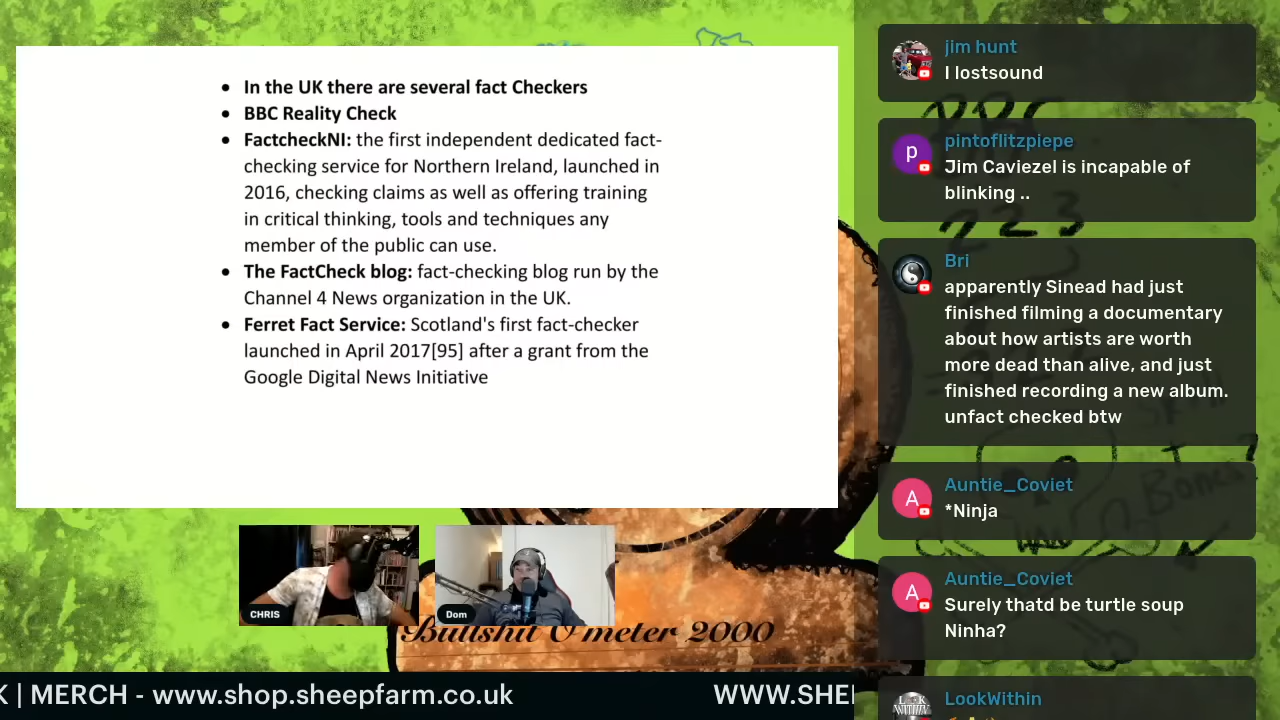 In the UK there are several fact Checkers
BBC Reality Check
FactcheckNI: the first independent dedicated fact-
checking service for Northern Ireland, launched in
2016, checking claims as well as offering training
in critical thinking, tools and techniques any
member of the public can use.
The FactCheck blog: fact-checking blog run by the
Channel 4 News organization in the UK.
Ferret Fact Service: Scotland's first fact-checker
launched in April 2017[95] after a grant from the
Google Digital News Initiative
CHRIS
Dom
Bullshit O meter 2000
K | MERCH - www.shop.sheepfarm.co.uk
WWW.SHE
jim hunt
I lostsound
p
pintoflitzpiepe
Jim Caviezel is incapable of
blinking ..
223
Bri
apparently Sinead had just
finished filming a documentary
about how artists are worth
more dead than alive, and just
finished recording a new album.
unfact checked btw
A
Auntie_Coviet
*Ninja
Bones
A
Auntie_Coviet
Surely thatd be turtle soup
Ninha?
LookWithin